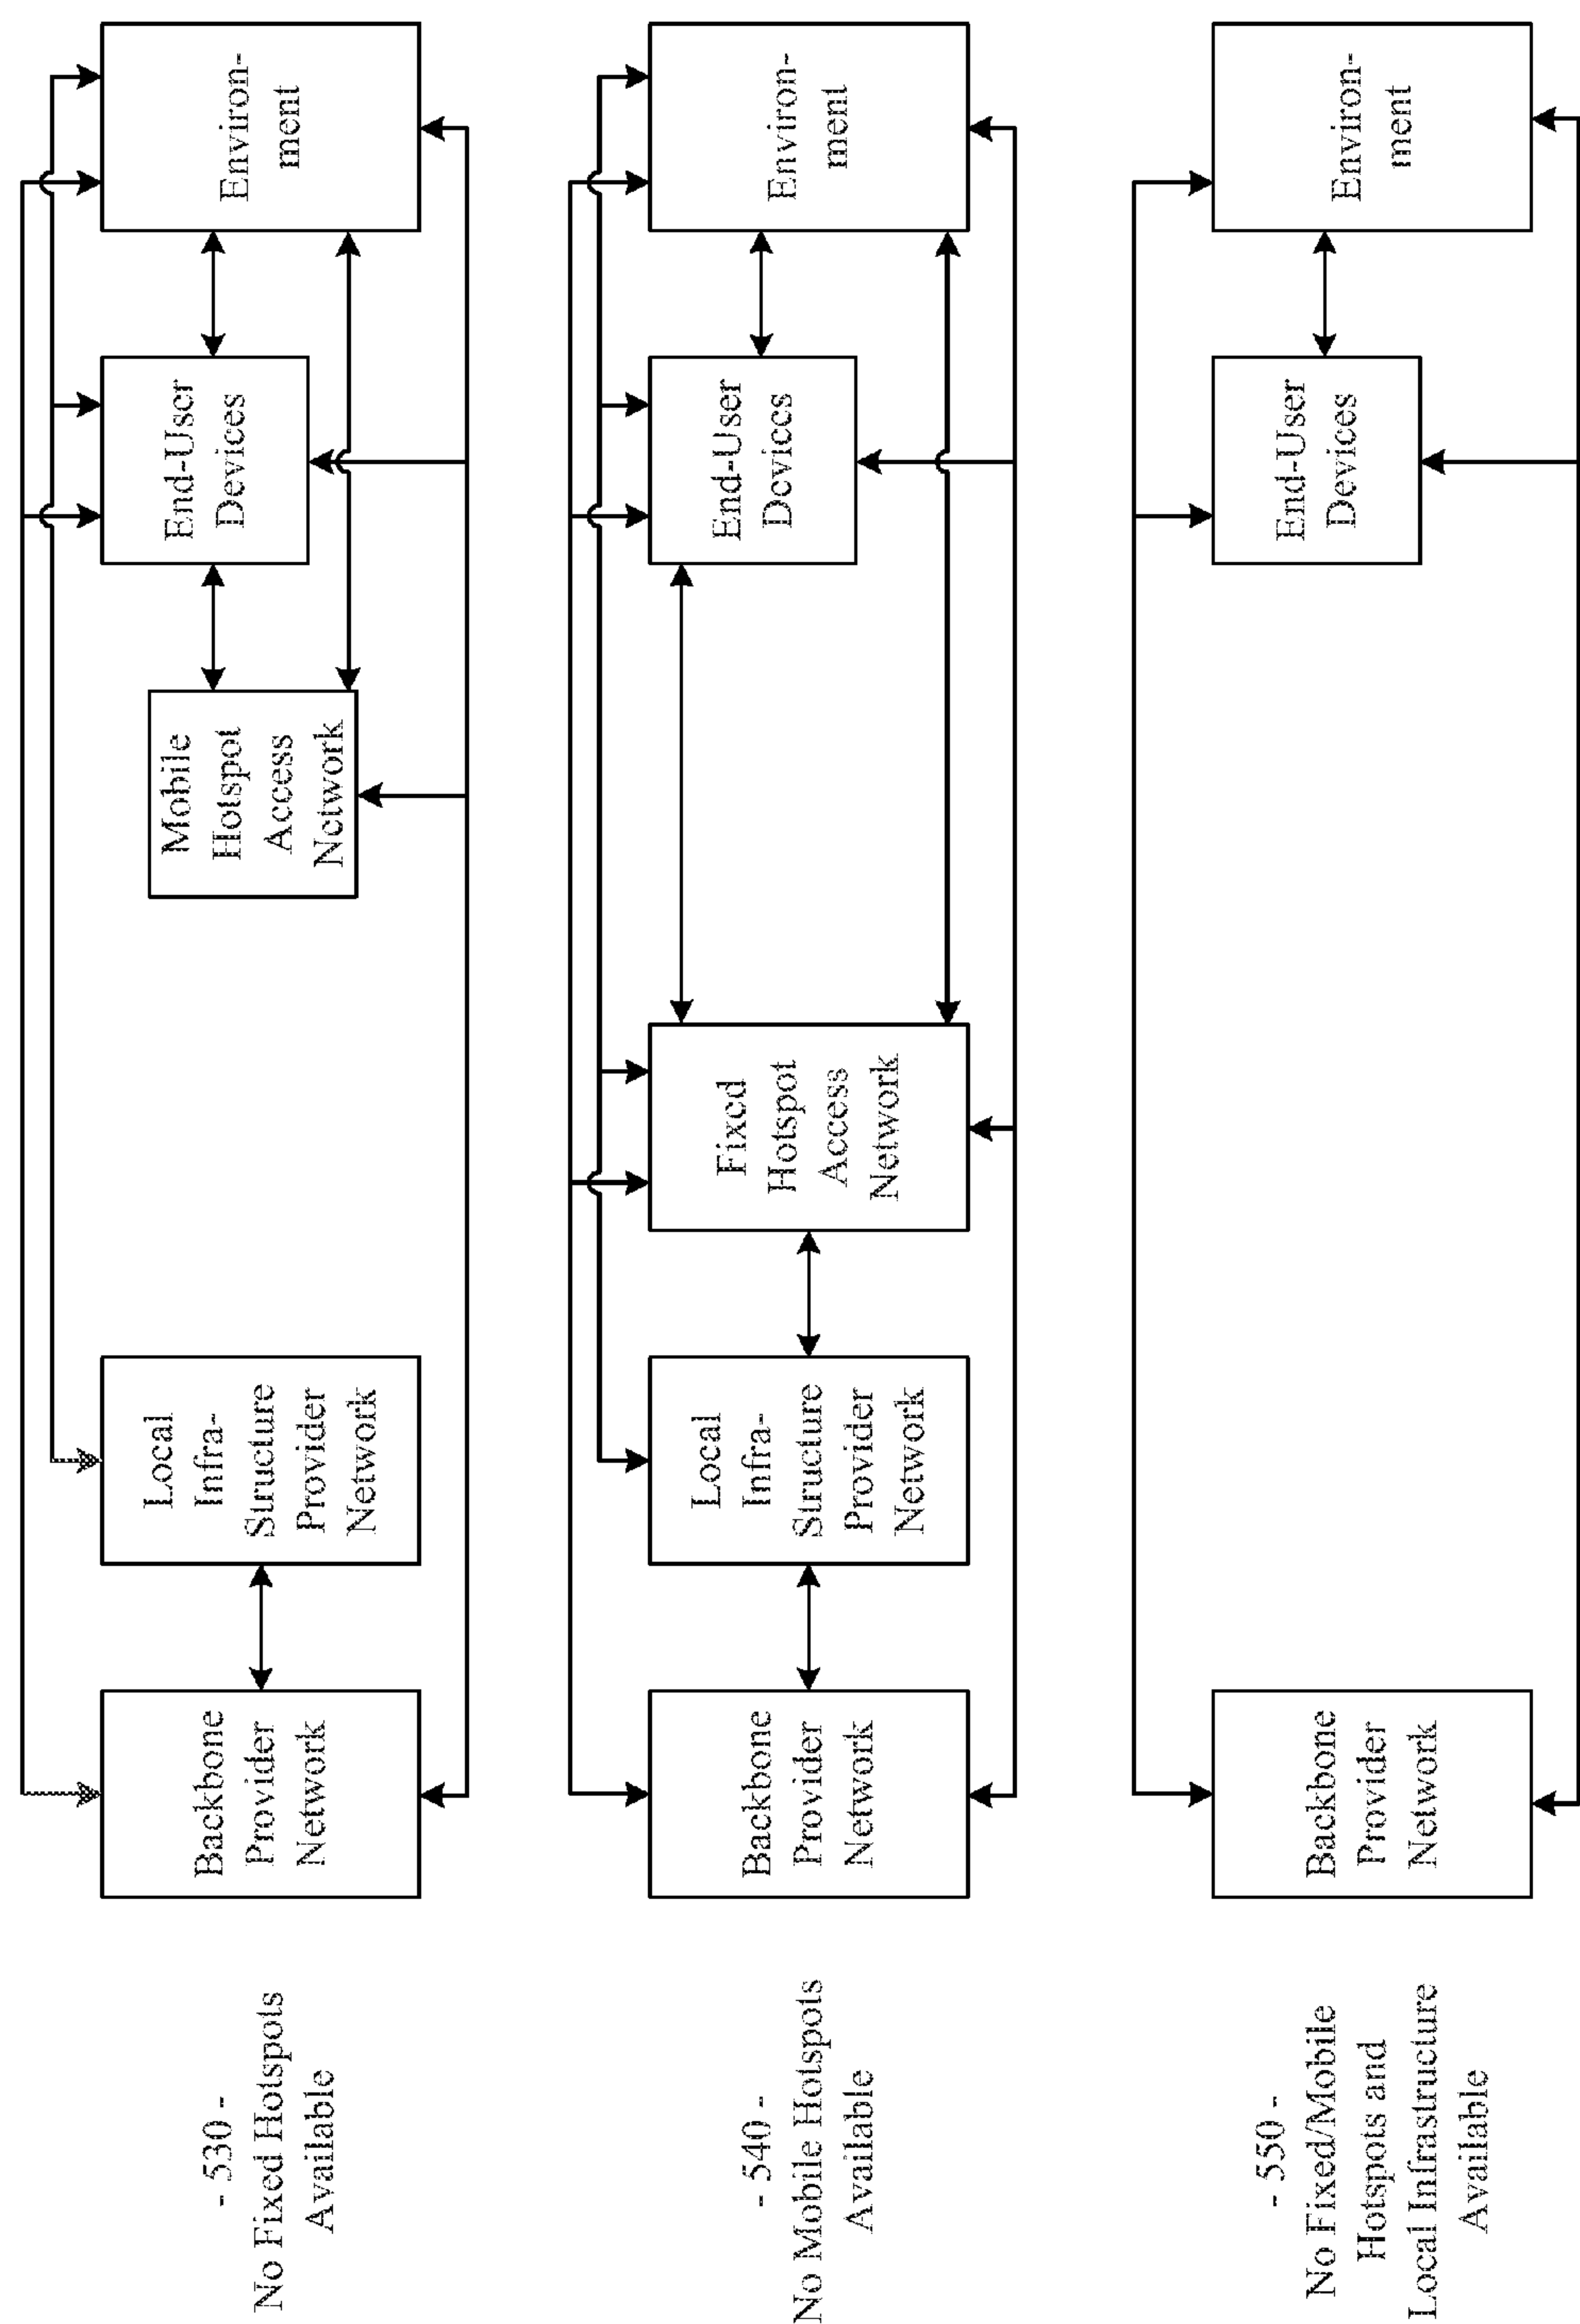 - 530 -
No Fixed Hotspots
Available
Backbone
Provider
Network
Local
Infra-
Structure
Provider
Network
Mobile
Hotspot
Access
Network
End-User
Devices
Environ-
ment
- 540 -
No Mobile Hotspots
Available
Backbone
Provider
Network
Local
Infra-
Structure
Provider
Network
Fixed
Hotspot
Access
Network
End-User
Devices
Environ-
ment
- 550 -
No Fixed/Mobile
Hotspots and
Local Infrastructure
Available
Backbone
Provider
Network
End-User
Devices
Environ-
ment